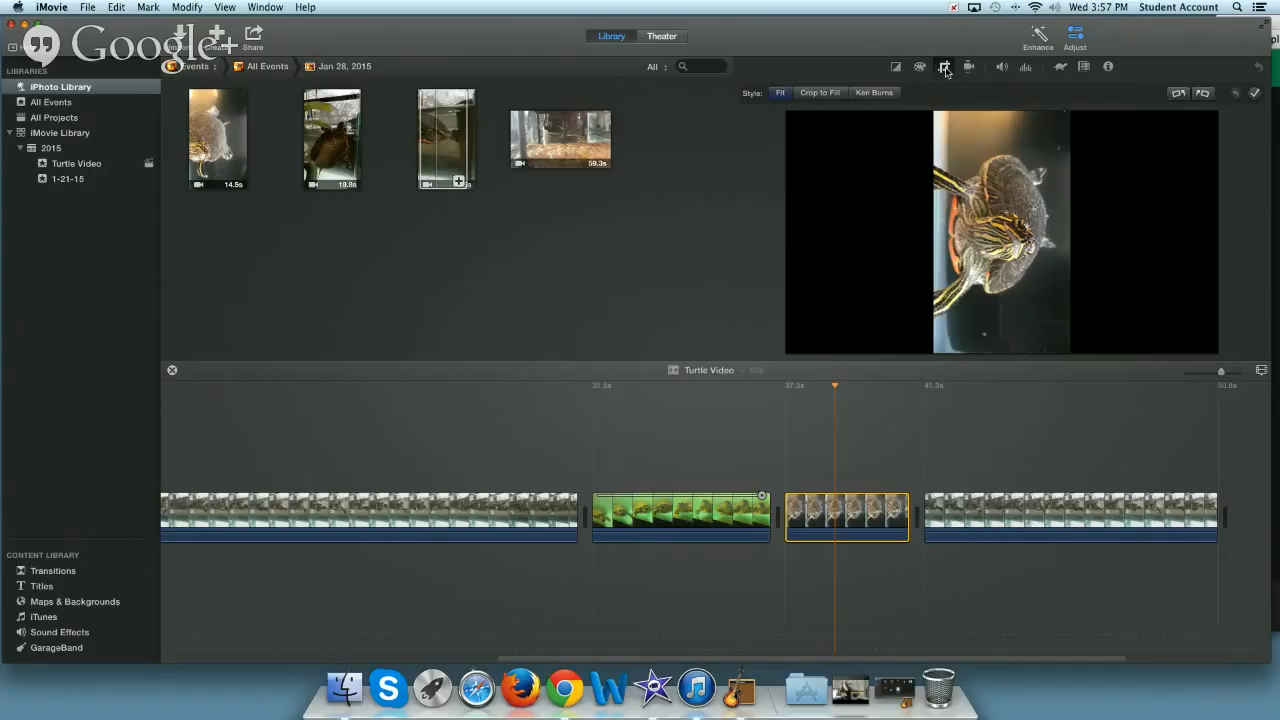 iMovie File Edit Mark Modify View Window Help Wed 3:57 PM Student Account
Google+
Share
Library Theater
Enhance Adjust
LIBRARIES
iPhoto Library
All Events
All Projects
iMovie Library
2015
Turtle Video
1-21-15
Events All Events Jan 28, 2015 All
Style: Fit Crop to Fill Ken Burns
14.5s 19.8s 59.3s
Turtle Video — 50s
31.5s 37.3s 41.3s 50.8s
CONTENT LIBRARY
Transitions
Titles
Maps & Backgrounds
iTunes
Sound Effects
GarageBand